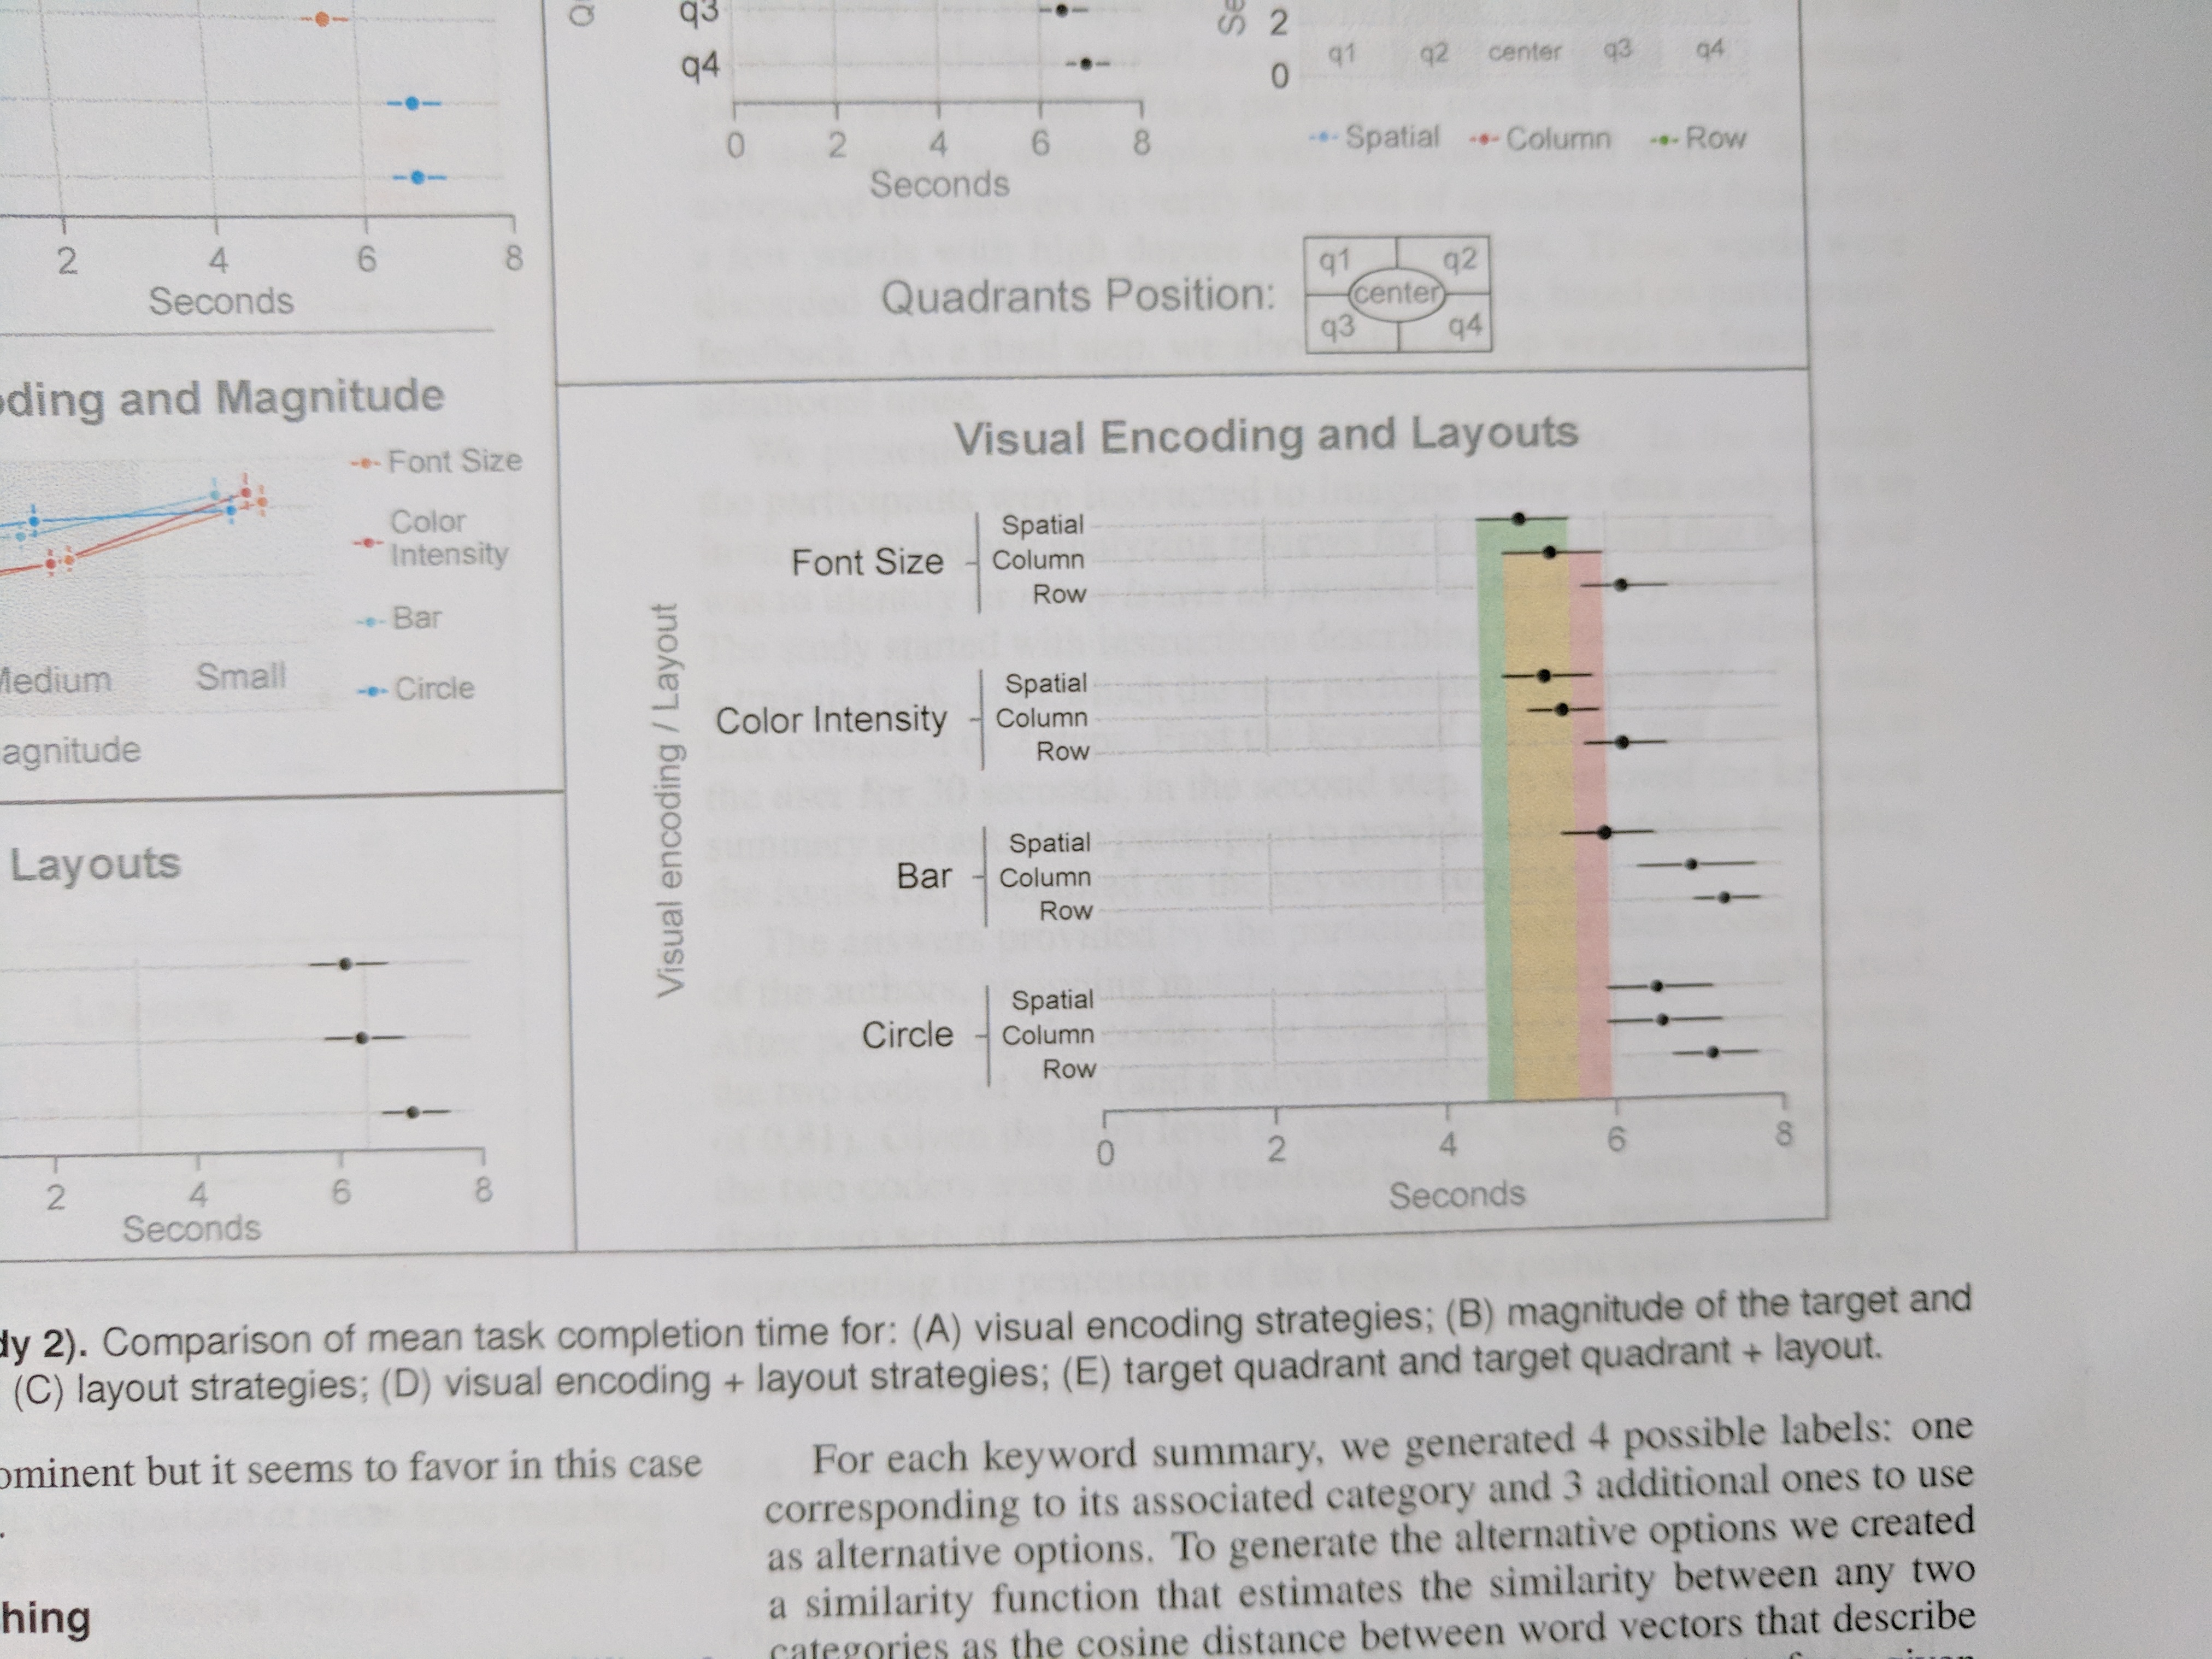 q3
q4
0 2 4 6 8
Seconds
2
0
q1 q2 center q3 q4
Spatial Column Row
Quadrants Position:
q1 q2
center
q3 q4
2 4 6 8
Seconds
and Magnitude
Font Size
Color
Intensity
Bar
Circle
Small
Layouts
2 4 6 8
Seconds
Visual Encoding and Layouts
Visual encoding / Layout
Font Size
Spatial
Column
Row
Color Intensity
Spatial
Column
Row
Bar
Spatial
Column
Row
Circle
Spatial
Column
Row
0 2 4 6 8
Seconds
2). Comparison of mean task completion time for: (A) visual encoding strategies; (B) magnitude of the target and
(C) layout strategies; (D) visual encoding + layout strategies; (E) target quadrant and target quadrant + layout.
but it seems to favor in this case
For each keyword summary, we generated 4 possible labels: one
corresponding to its associated category and 3 additional ones to use
as alternative options. To generate the alternative options we created
a similarity function that estimates the similarity between any two
categories as the cosine distance between word vectors that describe